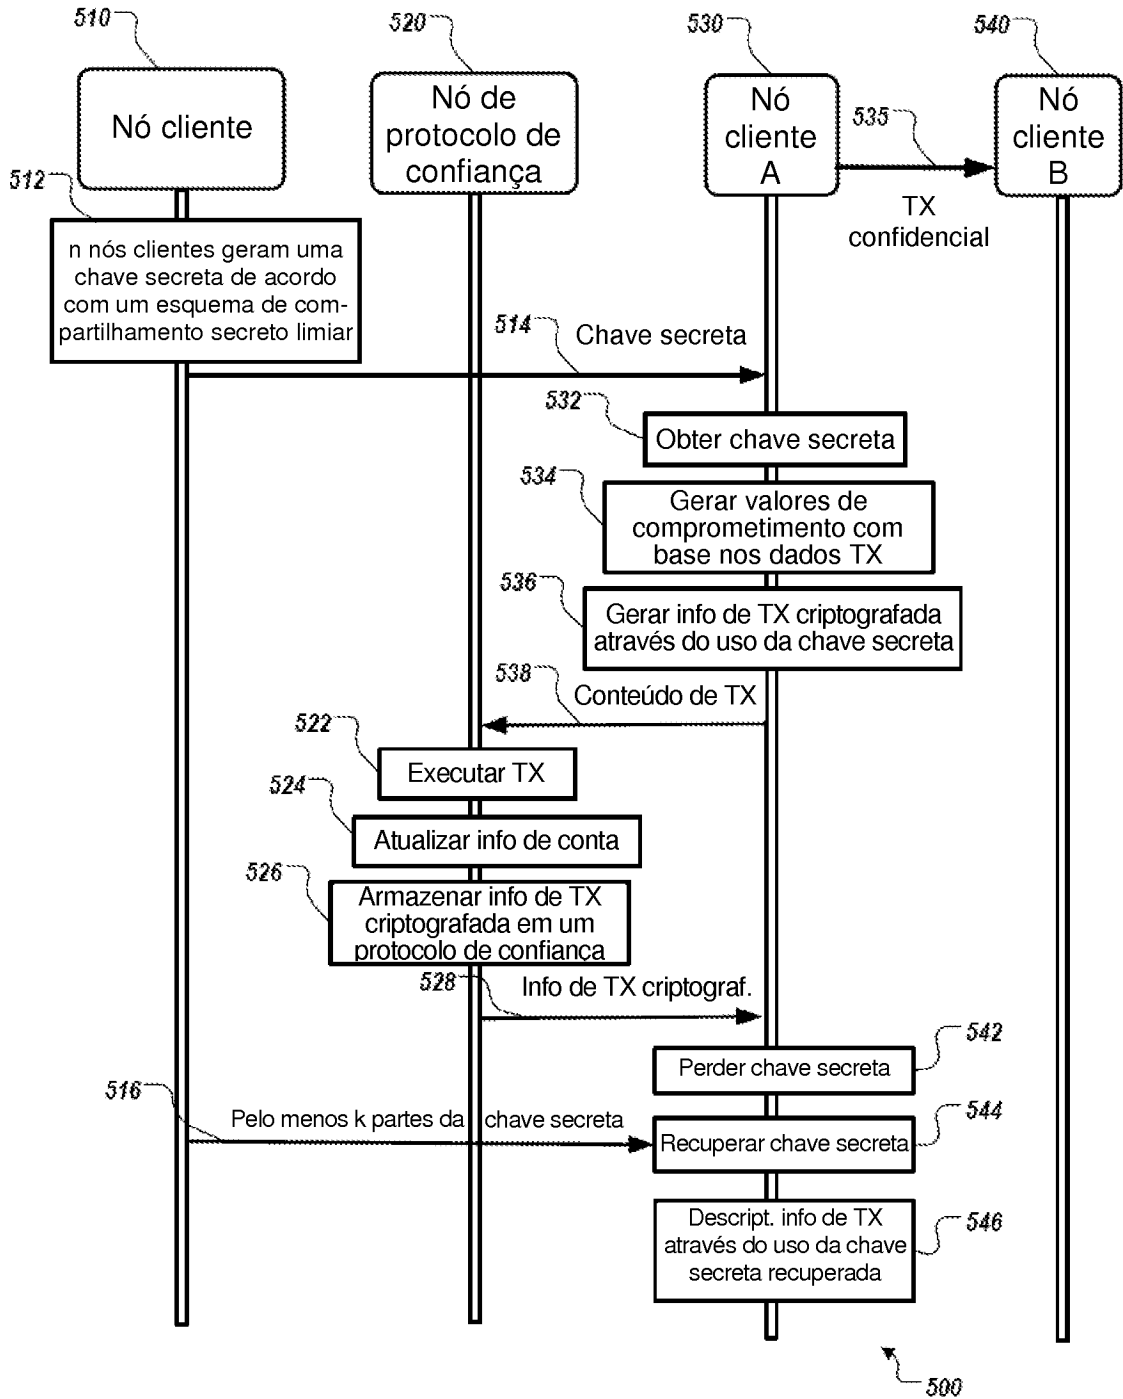 510
520
530
540
Nó cliente
Nó de
protocolo de
confiança
Nó
cliente
A
535
Nó
cliente
B
TX
confidencial
512
n nós clientes geram uma
chave secreta de acordo
com um esquema de com-
partilhamento secreto limiar
514
Chave secreta
532
Obter chave secreta
534
Gerar valores de
comprometimento com
base nos dados TX
536
Gerar info de TX criptografada
através do uso da chave secreta
538
Conteúdo de TX
522
Executar TX
524
Atualizar info de conta
526
Armazenar info de TX
criptografada em um
protocolo de confiança
528
Info de TX criptograf.
542
Perder chave secreta
516
Pelo menos k partes da chave secreta
544
Recuperar chave secreta
546
Descript. info de TX
através do uso da chave
secreta recuperada
500